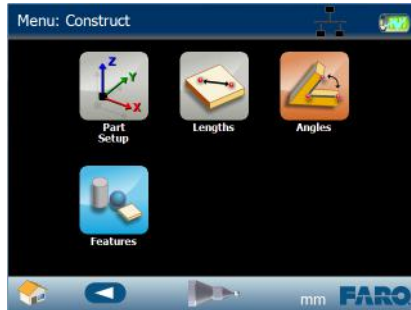 Menu: Construct
Z
Y
X
Part
Setup
Lengths
Angles
Features
mm
FARO